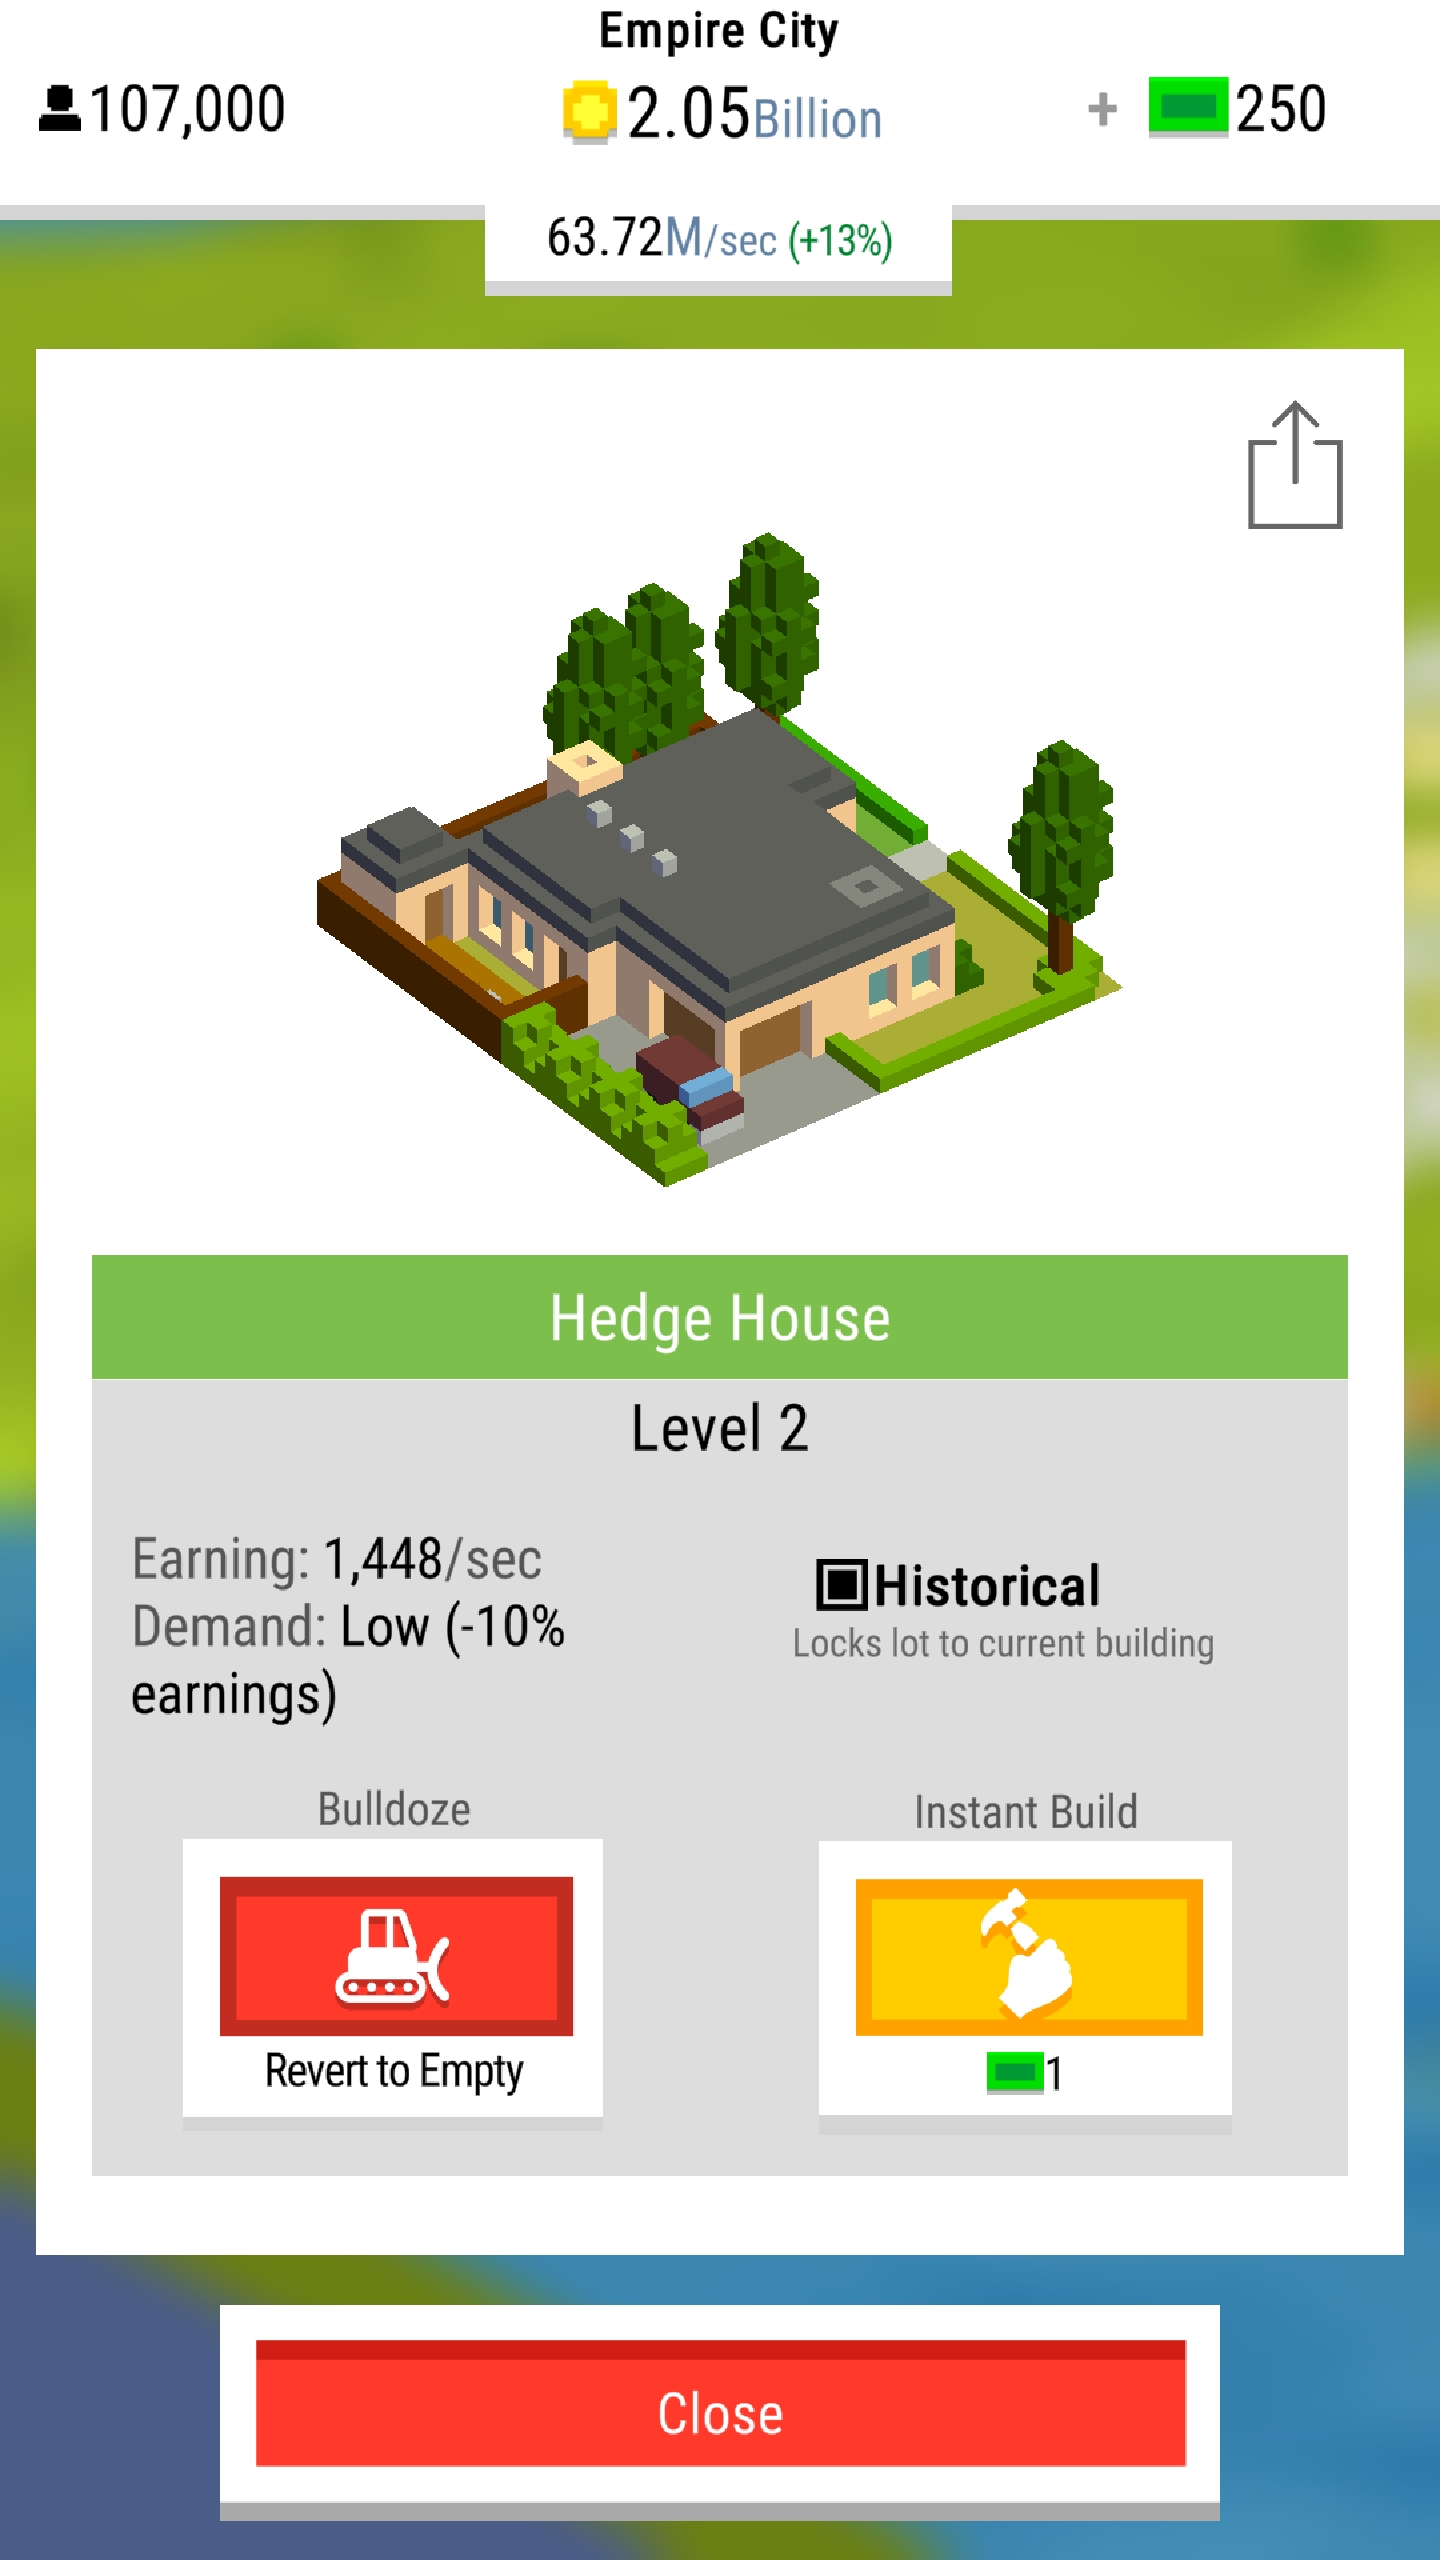 Empire City
107,000
2.05Billion
+ 250
63.72M/sec (+13%)
Hedge House
Level 2
Earning: 1,448/sec
Demand: Low (-10%
earnings)
Historical
Locks lot to current building
Bulldoze
Revert to Empty
Instant Build
1
Close